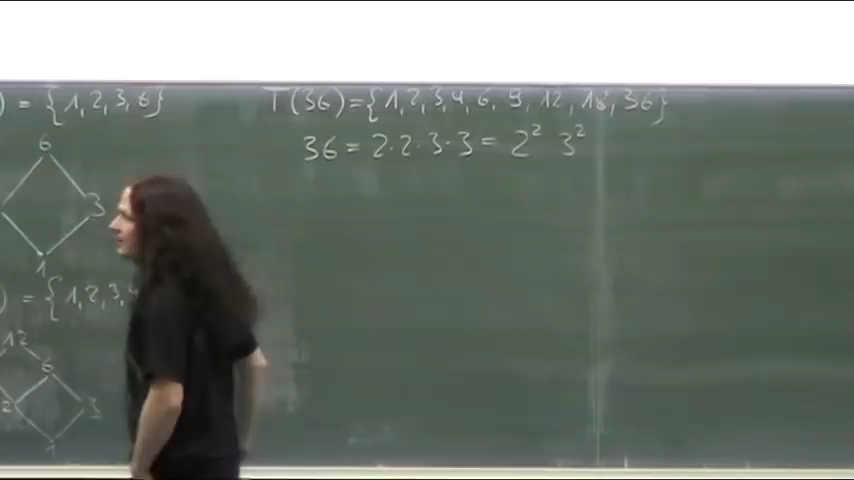 ) = {1,2,3,6}
6
3
1
) = {1,2,3,4
12
6
2
3
1
T(36)={1,2,3,4,6,9,12,18,36}
36 = 2·2·3·3 = 2² 3²